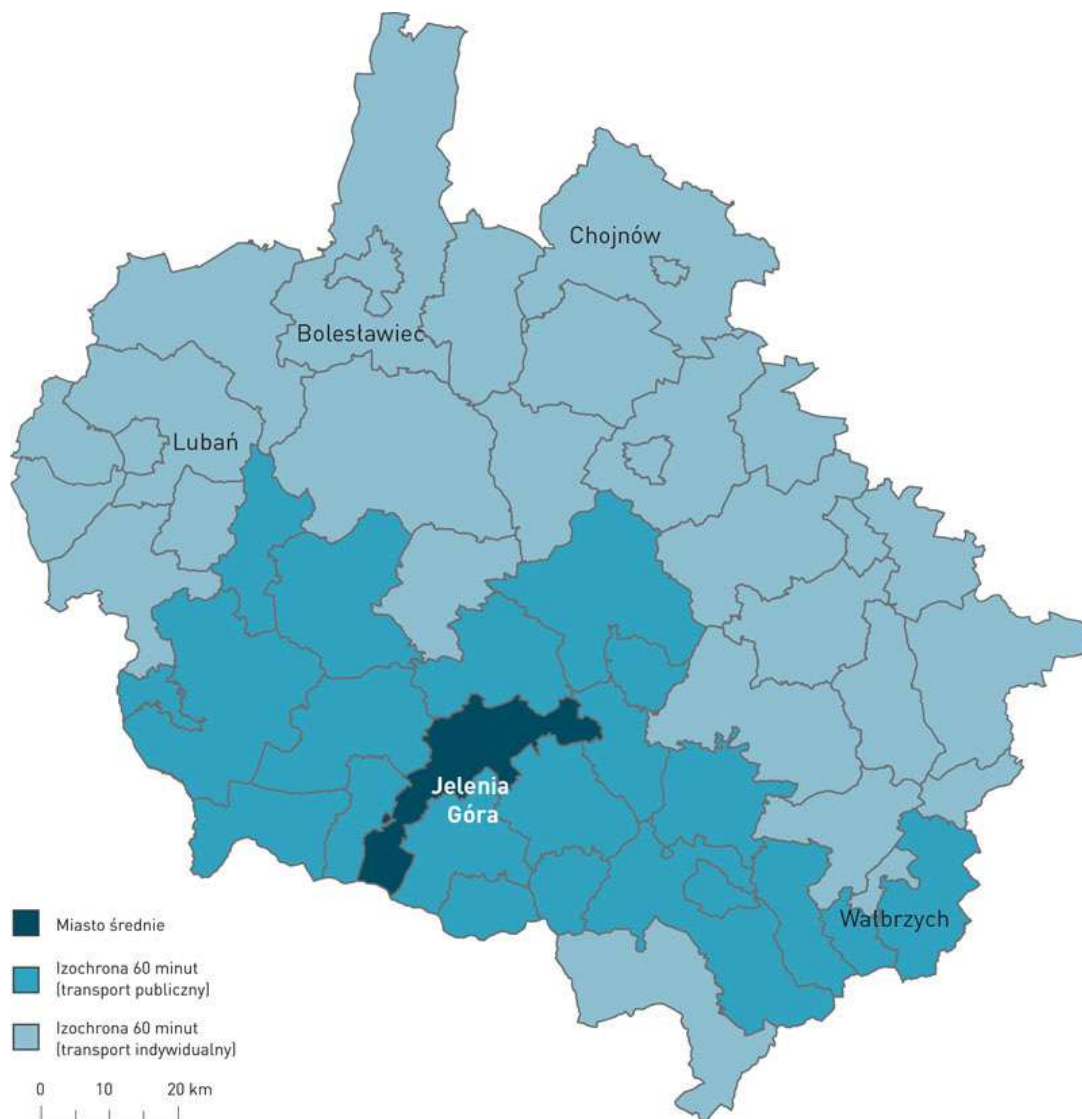 Chojnów
Bolesławiec
Lubań
Jelenia
Góra
Wałbrzych
Miasto średnie
Izochrona 60 minut
(transport publiczny)
Izochrona 60 minut
(transport indywidualny)
0 10 20 km